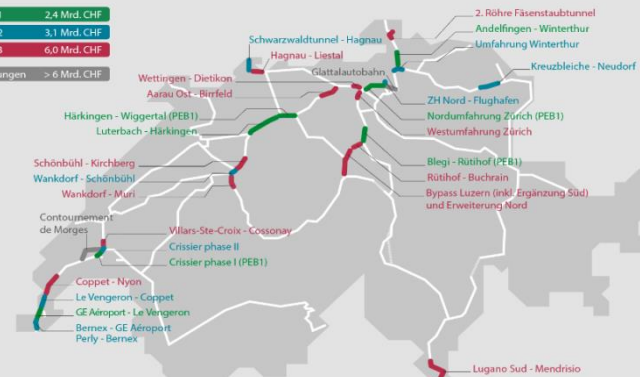 1 2,4 Mrd. CHF
2 3,1 Mrd. CHF
3 6,0 Mrd. CHF
> 6 Mrd. CHF
2. Röhre Fäsenstaubtunnel
Andelfingen - Winterthur
Schwarzwaldtunnel - Hagnau
Umfahrung Winterthur
Hagnau - Liestal
Kreuzbleiche - Neudorf
Glattalautobahn
Wettingen - Dietikon
Aarau Ost - Birrfeld
ZH Nord - Flughafen
Härkingen - Wiggertal (PEB1)
Nordumfahrung Zürich (PEB1)
Luterbach - Härkingen
Westumfahrung Zürich
Schönbühl - Kirchberg
Blegi - Rütihof (PEB1)
Wankdorf - Schönbühl
Rütihof - Buchrain
Wankdorf - Muri
Bypass Luzern (inkl. Ergänzung Süd)
und Erweiterung Nord
Contournement
de Morges
Villars-Ste-Croix - Cossonay
Crissier phase II
Crissier phase I (PEB1)
Coppet - Nyon
Le Vengeron - Coppet
GE Aéroport - Le Vengeron
Bernex - GE Aéroport
Perly - Bernex
Lugano Sud - Mendrisio